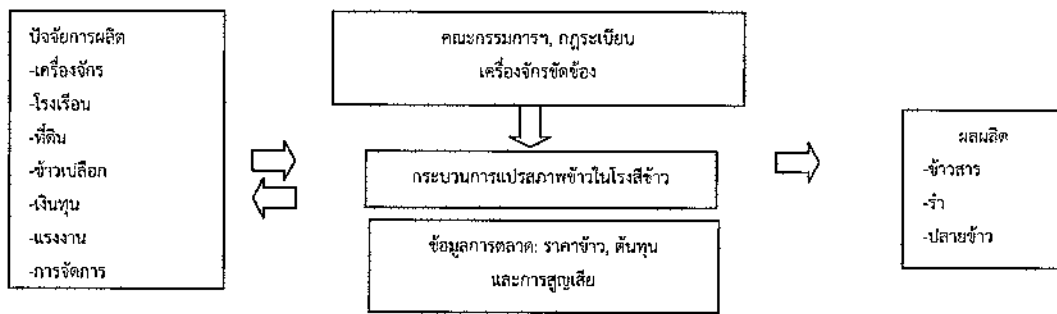 ปัจจัยการผลิต
-เครื่องจักร
-โรงเรือน
-ที่ดิน
-ข้าวเปลือก
-เงินทุน
-แรงงาน
-การจัดการ
คณะกรรมการฯ, กฎระเบียบ
เครื่องจักรขัดข้อง
กระบวนการแปรสภาพข้าวในโรงสีข้าว
ข้อมูลการตลาด: ราคาข้าว, ต้นทุน
และการสูญเสีย
ผลผลิต
-ข้าวสาร
-รำ
-ปลายข้าว